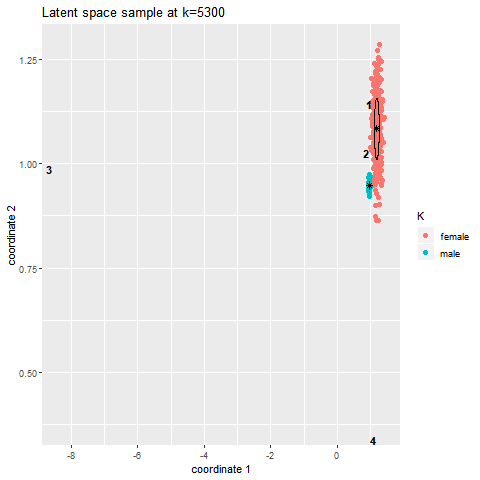 Latent space sample at k=5300
coordinate 2
1.25
1.00
0.75
0.50
1
2
3
4
-8
-6
-4
-2
0
coordinate 1
K
female
male